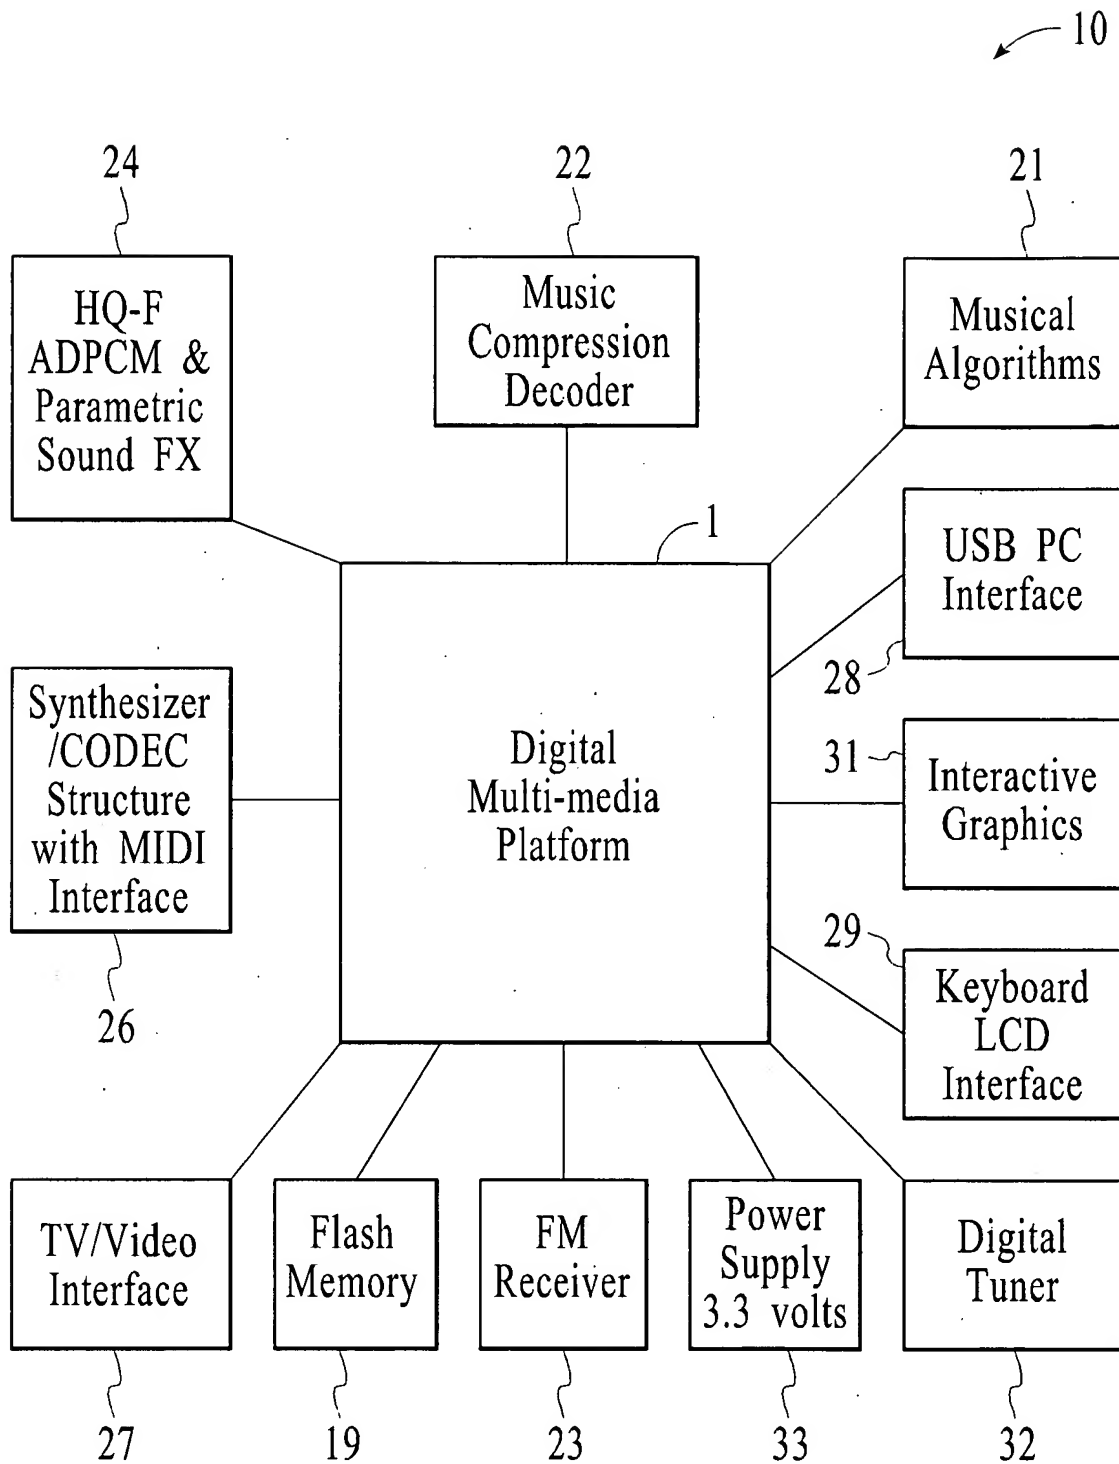 10
24
22
21
HQ-F
ADPCM &
Parametric
Sound FX
Music
Compression
Decoder
Musical
Algorithms
1
USB PC
Interface
28
Synthesizer
/CODEC
Structure
with MIDI
Interface
26
Digital
Multi-media
Platform
31
Interactive
Graphics
29
Keyboard
LCD
Interface
TV/Video
Interface
Flash
Memory
FM
Receiver
Power
Supply
3.3 volts
Digital
Tuner
27
19
23
33
32